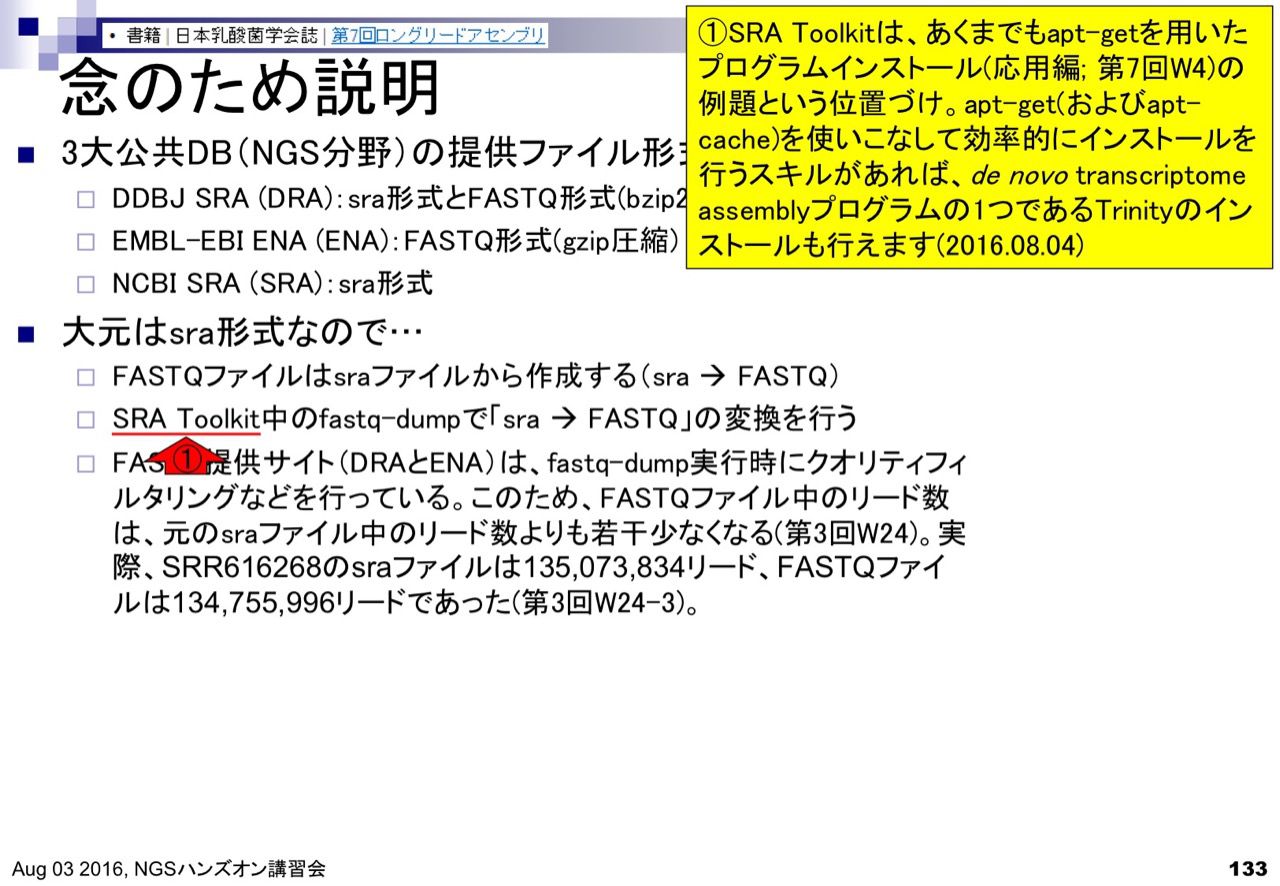 • 書籍 | 日本乳酸菌学会誌 | 第7回ロングリードアセンブリ
念のため説明
①SRA Toolkitは、あくまでもapt-getを用いた
プログラムインストール(応用編; 第7回W4)の
例題という位置づけ。apt-get(およびapt-
cache)を使いこなして効率的にインストールを
行うスキルがあれば、de novo transcriptome
assemblyプログラムの1つであるTrinityのイン
ストールも行えます(2016.08.04)
3大公共DB(NGS分野)の提供ファイル形
DDBJ SRA (DRA):sra形式とFASTQ形式(bzip2
EMBL-EBI ENA (ENA):FASTQ形式(gzip圧縮)
NCBI SRA (SRA):sra形式
大元はsra形式なので…
FASTQファイルはsraファイルから作成する(sra → FASTQ)
SRA Toolkit中のfastq-dumpで「sra → FASTQ」の変換を行う
①
FAS 提供サイト(DRAとENA)は、fastq-dump実行時にクオリティフィ
ルタリングなどを行っている。このため、FASTQファイル中のリード数
は、元のsraファイル中のリード数よりも若干少なくなる(第3回W24)。実
際、SRR616268のsraファイルは135,073,834リード、FASTQファイ
ルは134,755,996リードであった(第3回W24-3)。
Aug 03 2016, NGSハンズオン講習会
133